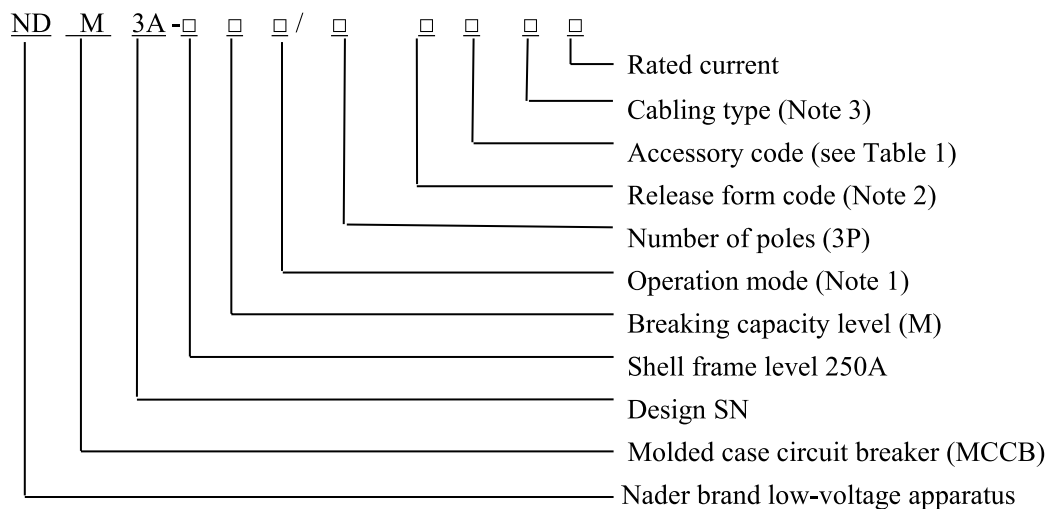 ND M 3A-□ □ □/ □ □ □ □ □
Rated current
Cabling type (Note 3)
Accessory code (see Table 1)
Release form code (Note 2)
Number of poles (3P)
Operation mode (Note 1)
Breaking capacity level (M)
Shell frame level 250A
Design SN
Molded case circuit breaker (MCCB)
Nader brand low-voltage apparatus